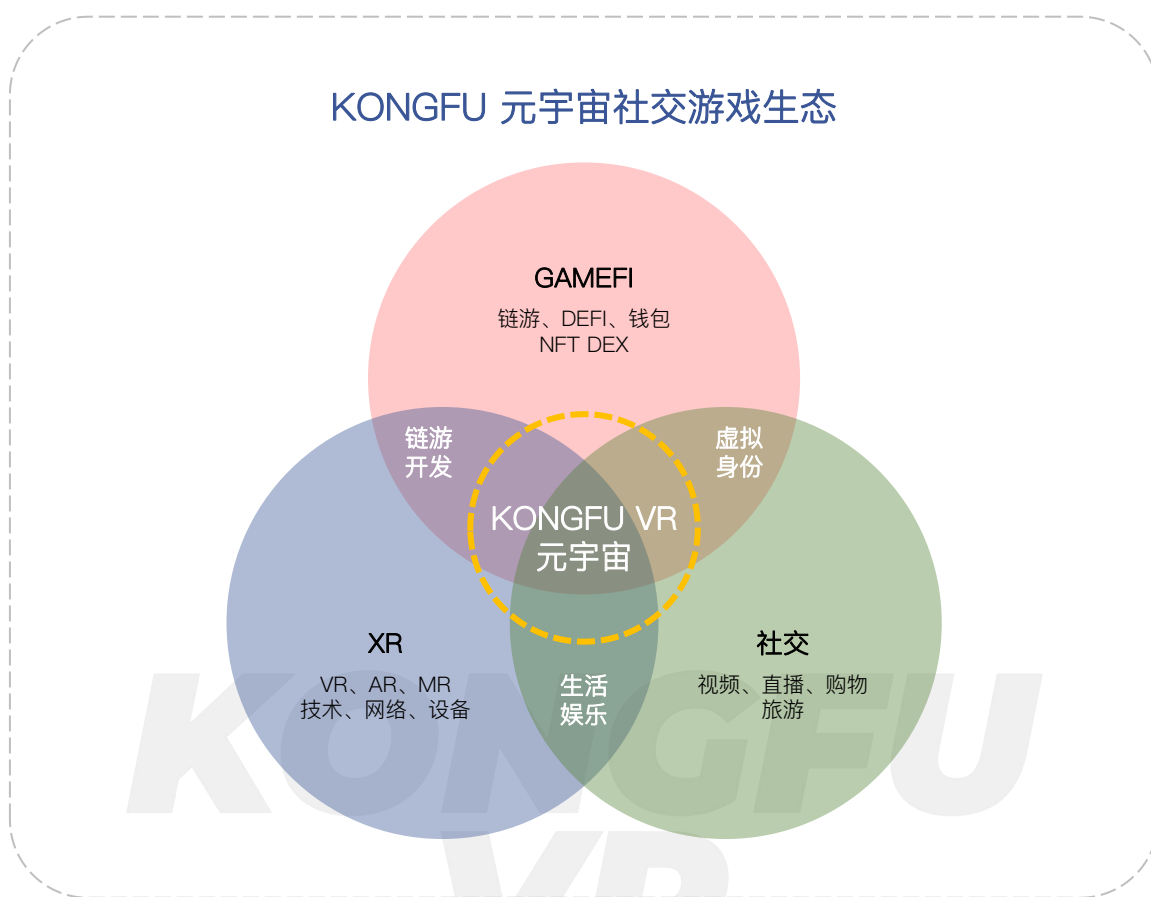 KONGFU 元宇宙社交游戏生态
GAMEFI
链游、DEFI、钱包
NFT DEX
链游
开发
虚拟
身份
KONGFU VR
元宇宙
XR
VR、AR、MR
技术、网络、设备
生活
娱乐
社交
视频、直播、购物
旅游
KONGFU
VR